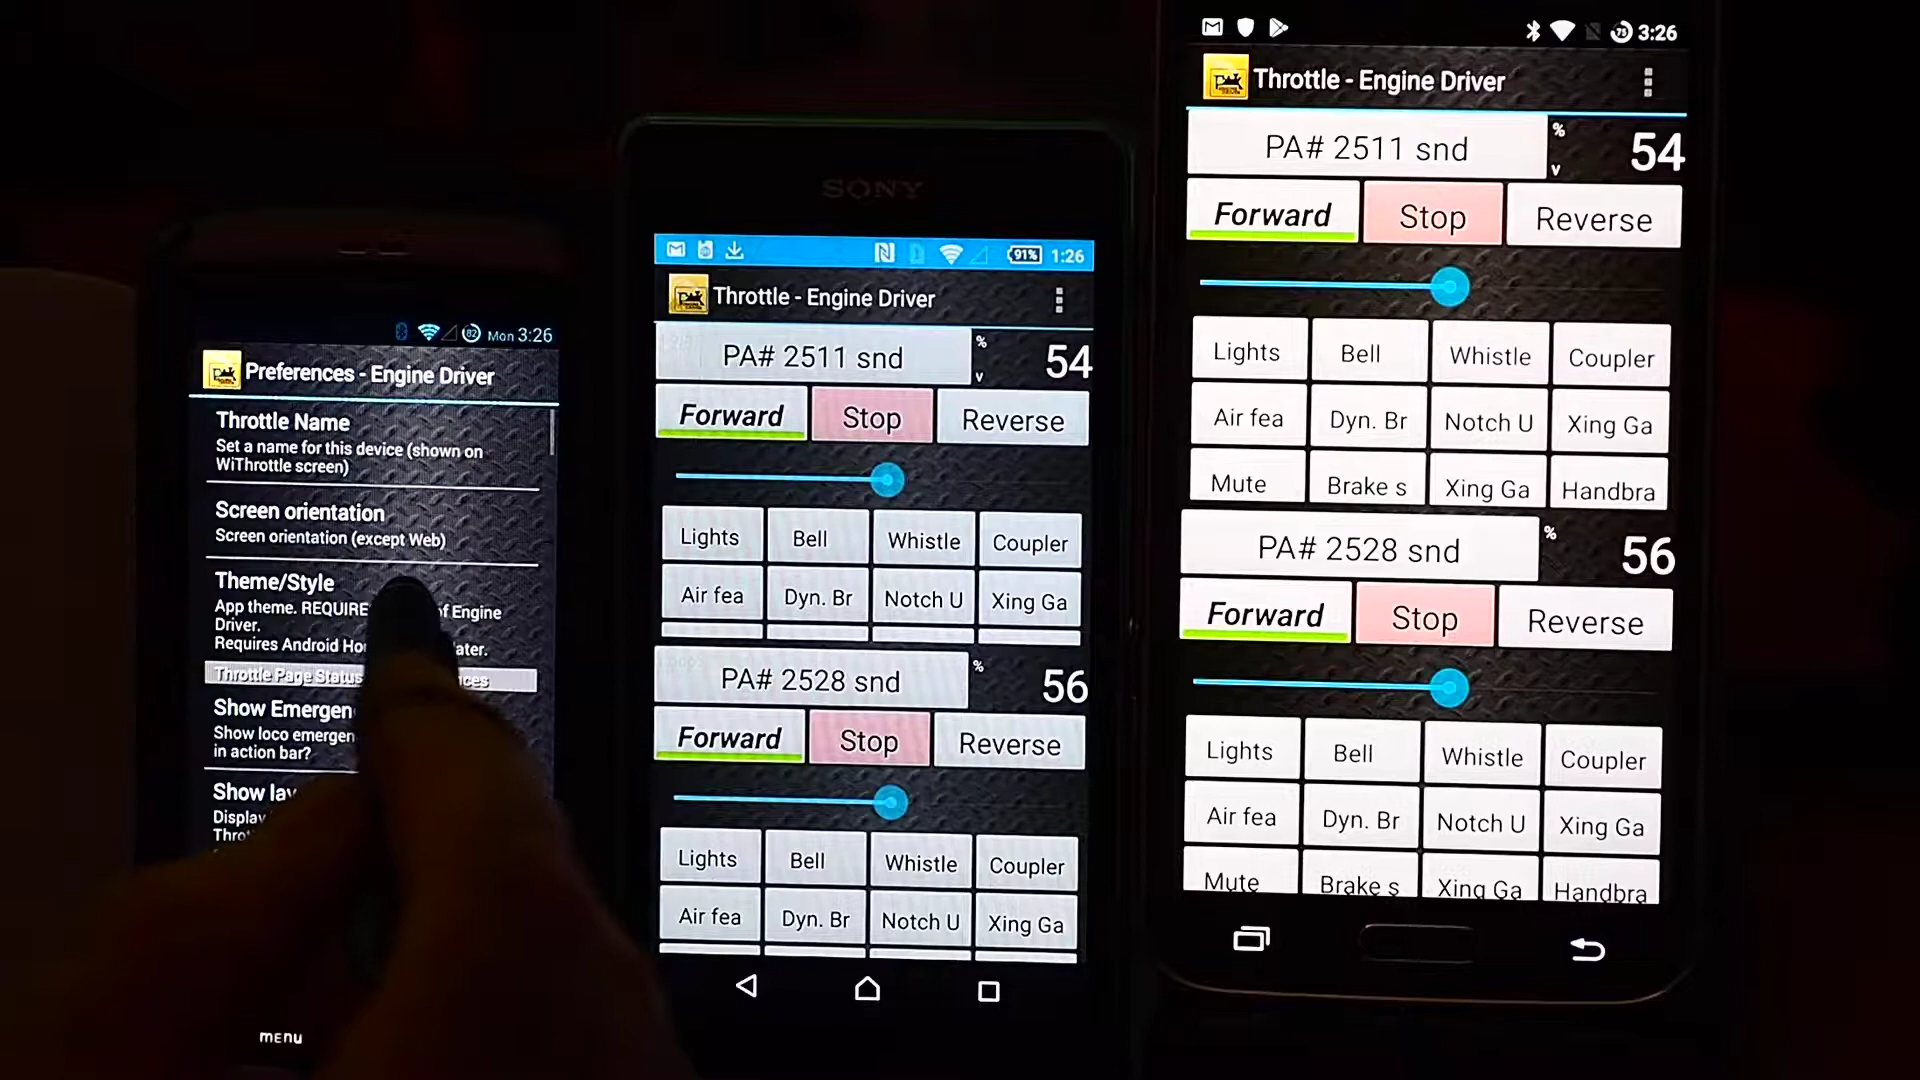 Mon 3:26
Preferences - Engine Driver
Throttle Name
Set a name for this device (shown on
WiThrottle screen)
Screen orientation
Screen orientation (except Web)
Theme/Style
App theme. of Engine
Driver.
Requires Android
Throttle Page Status
Show
Show loco
in action bar?
Show
Display
MENU
SONY
91% 1:26
Throttle - Engine Driver
PA# 2511 snd
%
v
54
Forward Stop Reverse
Lights Bell Whistle Coupler
Air fea Dyn. Br Notch U Xing Ga
PA# 2528 snd
%
56
Forward Stop Reverse
Lights Bell Whistle Coupler
Air fea Dyn. Br Notch U Xing Ga
75 3:26
Throttle - Engine Driver
PA# 2511 snd
%
v
54
Forward Stop Reverse
Lights Bell Whistle Coupler
Air fea Dyn. Br Notch U Xing Ga
Mute Brake s Xing Ga Handbra
PA# 2528 snd
%
56
Forward Stop Reverse
Lights Bell Whistle Coupler
Air fea Dyn. Br Notch U Xing Ga
Mute Brake s Xing Ga Handbra